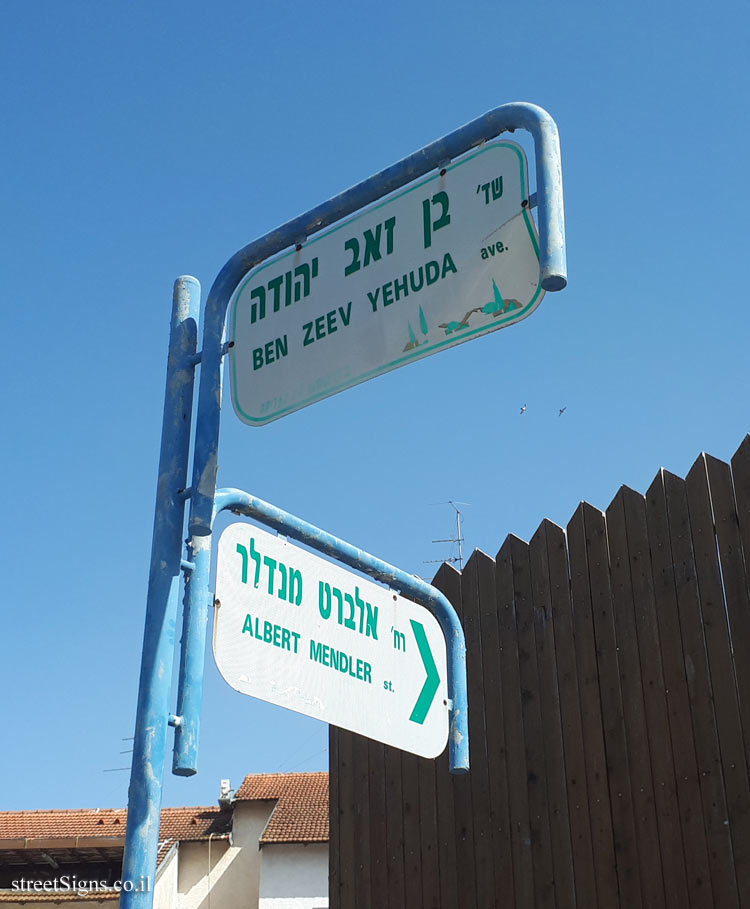 שד' בן זאב יהודה
BEN ZEEV YEHUDA ave.
רח' אלברט מנדלר
ALBERT MENDLER st.
streetSigns.co.il